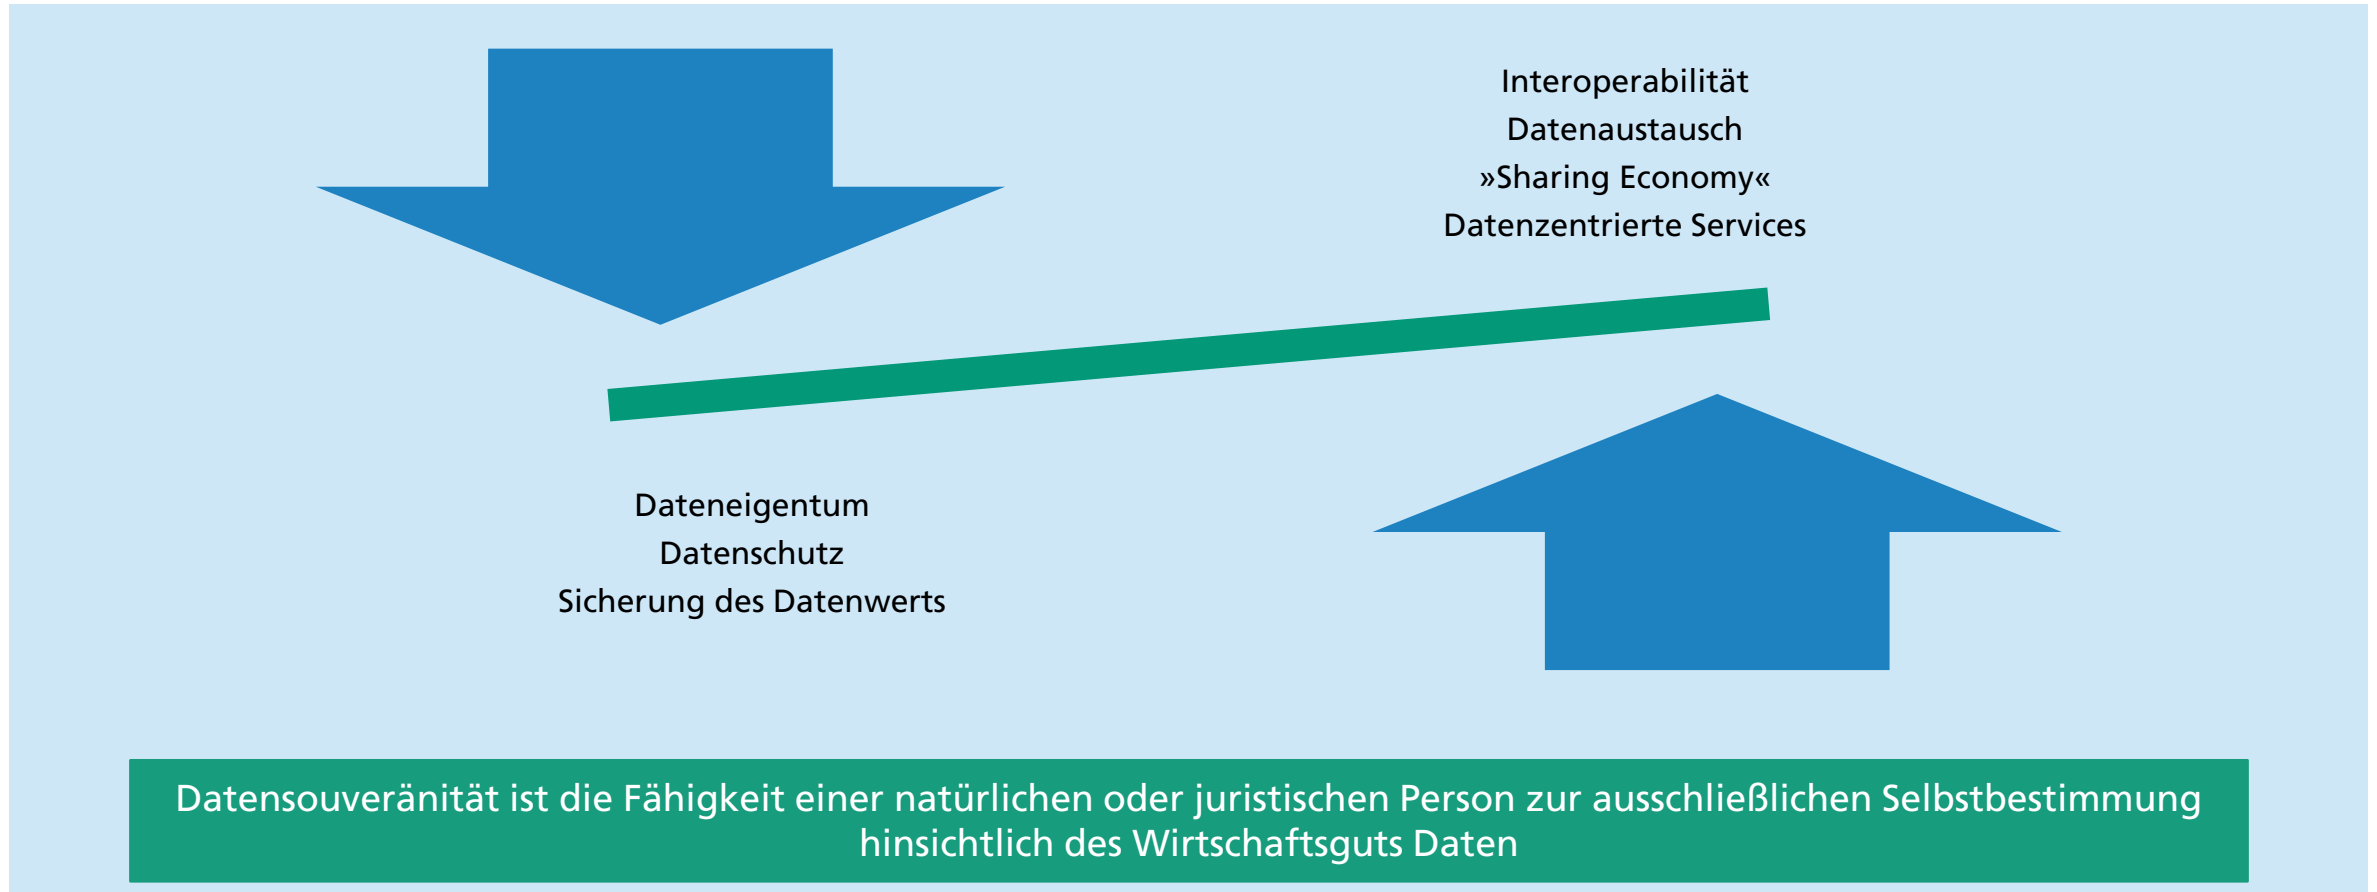 Interoperabilität
Datenaustausch
»Sharing Economy«
Datenzentrierte Services
Dateneigentum
Datenschutz
Sicherung des Datenwerts
Datensouveränität ist die Fähigkeit einer natürlichen oder juristischen Person zur ausschließlichen Selbstbestimmung
hinsichtlich des Wirtschaftsguts Daten